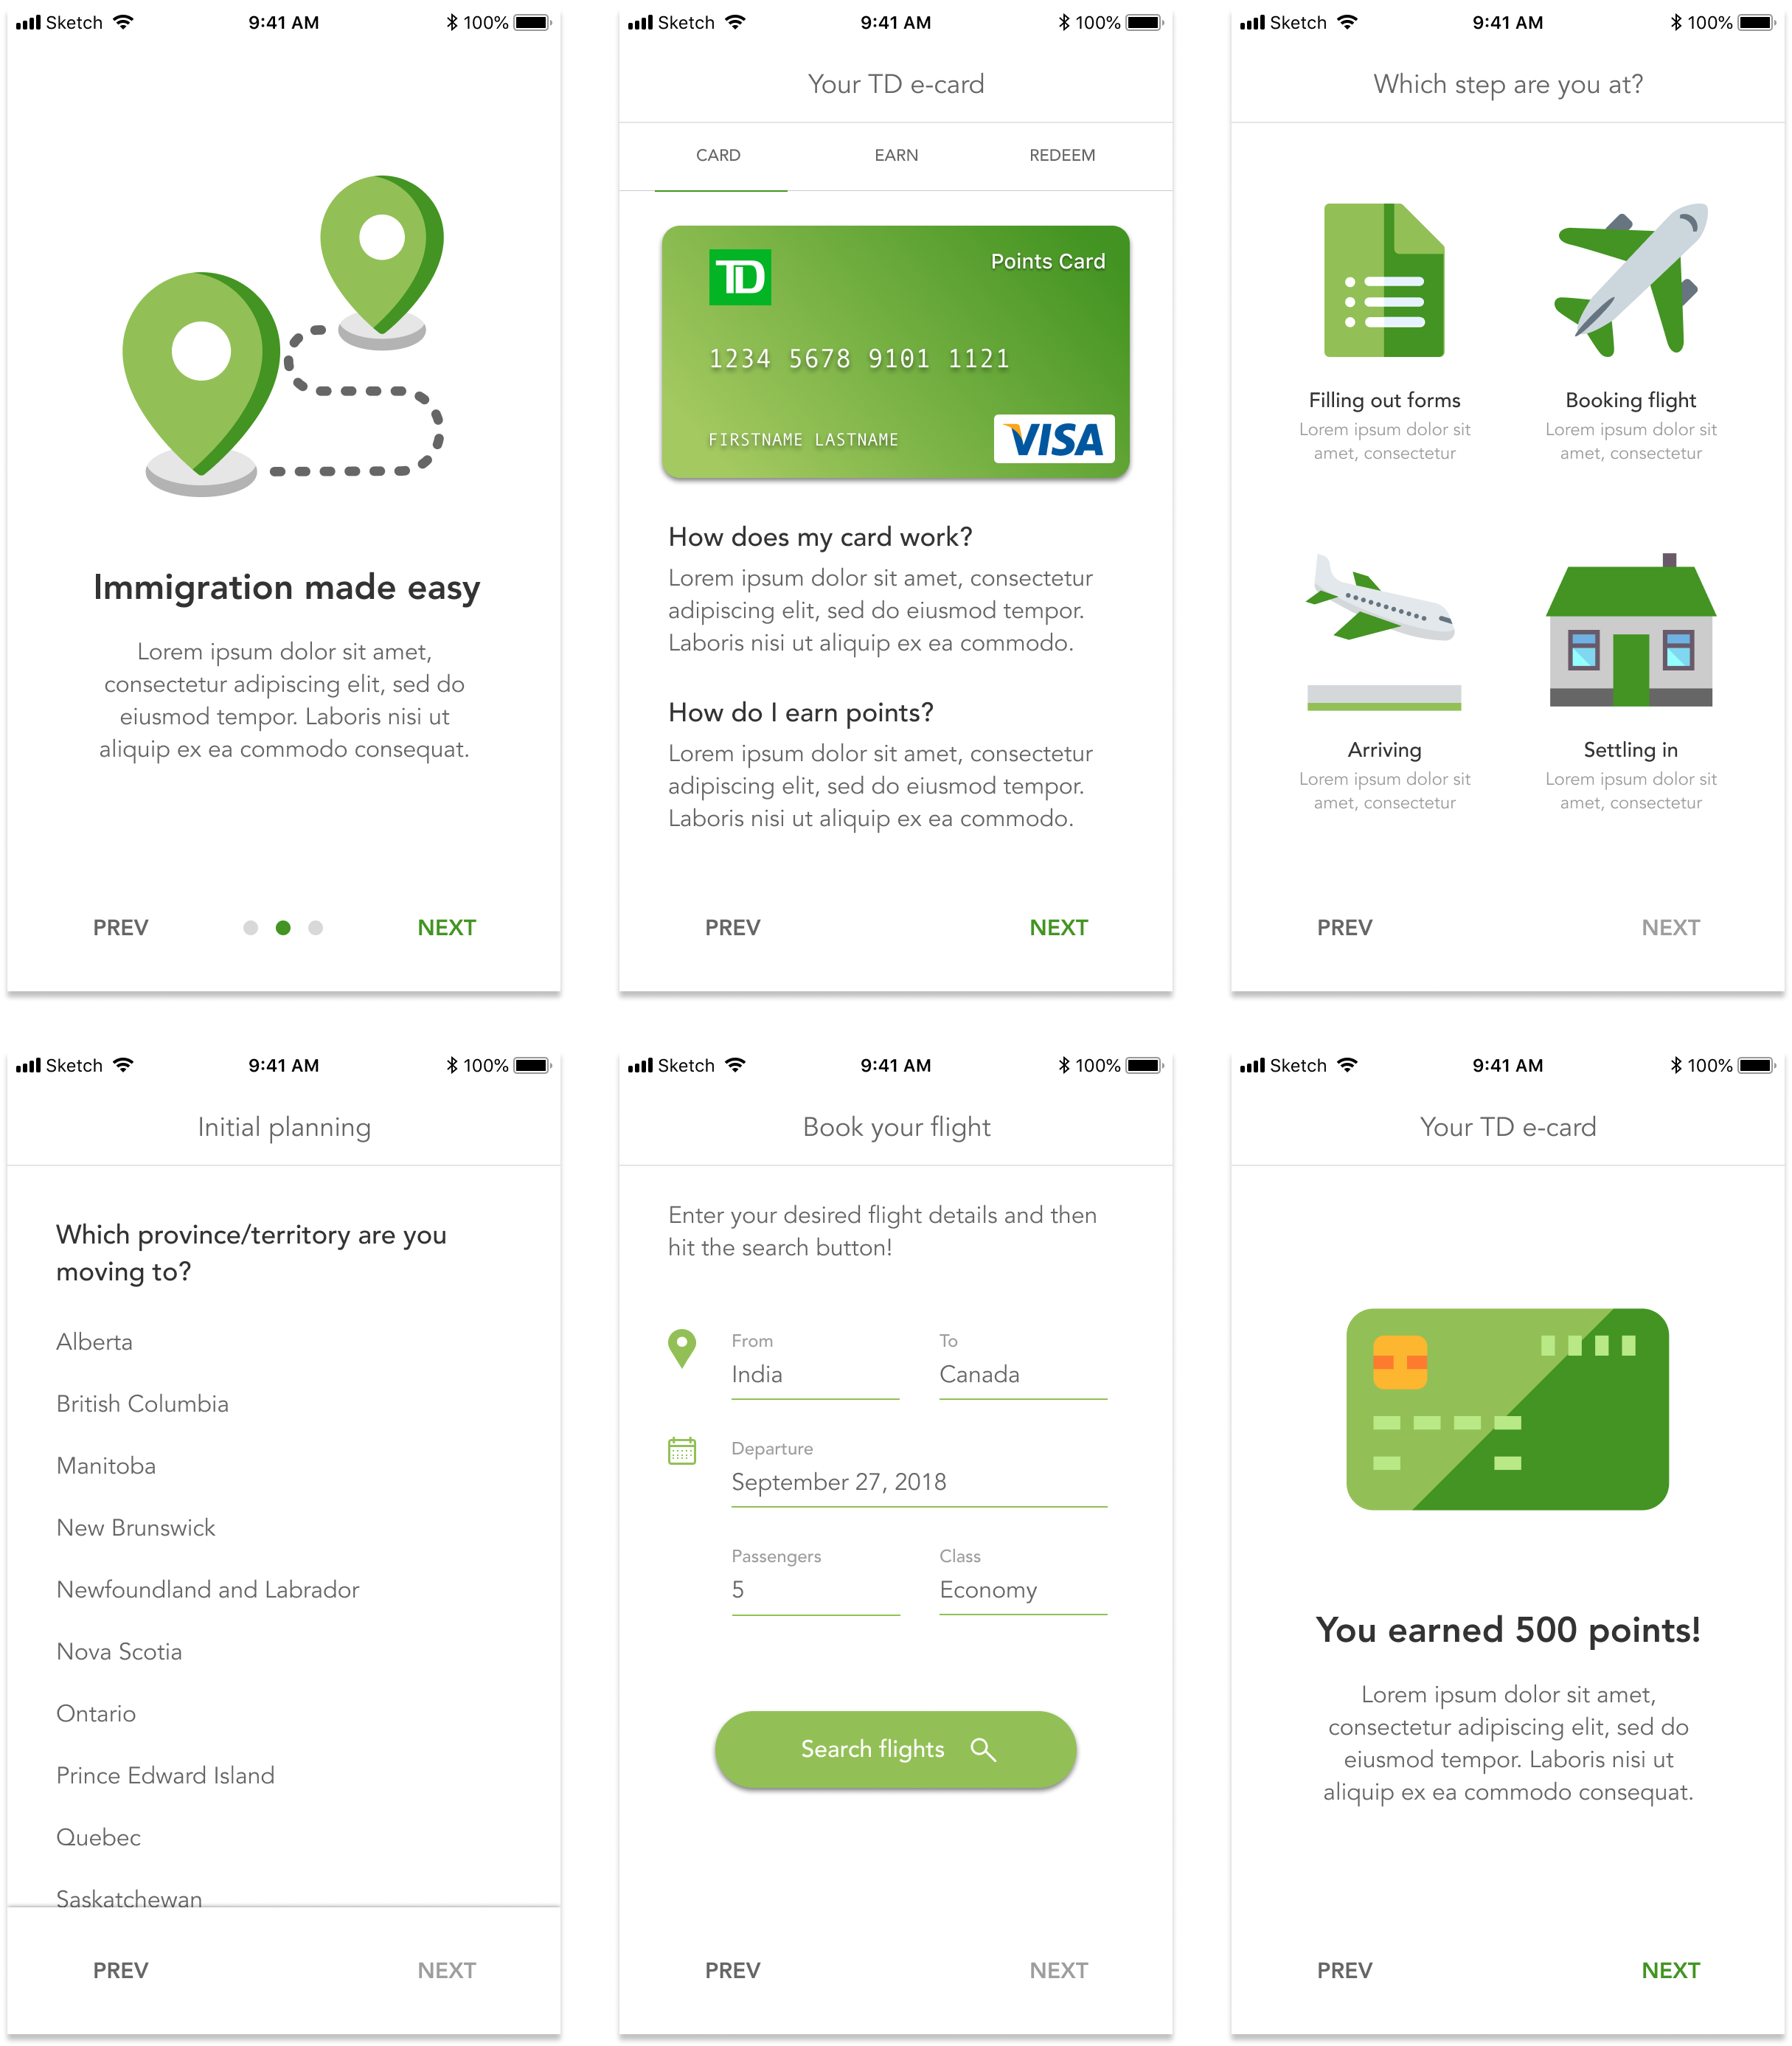 Sketch 9:41 AM 100%
Immigration made easy
Lorem ipsum dolor sit amet,
consectetur adipiscing elit, sed do
eiusmod tempor. Laboris nisi ut
aliquip ex ea commodo consequat.
PREV NEXT
Sketch 9:41 AM 100%
Your TD e-card
CARD EARN REDEEM
TD Points Card
1234 5678 9101 1121
FIRSTNAME LASTNAME VISA
How does my card work?
Lorem ipsum dolor sit amet, consectetur
adipiscing elit, sed do eiusmod tempor.
Laboris nisi ut aliquip ex ea commodo.
How do I earn points?
Lorem ipsum dolor sit amet, consectetur
adipiscing elit, sed do eiusmod tempor.
Laboris nisi ut aliquip ex ea commodo.
PREV NEXT
Sketch 9:41 AM 100%
Which step are you at?
Filling out forms
Lorem ipsum dolor sit
amet, consectetur
Booking flight
Lorem ipsum dolor sit
amet, consectetur
Arriving
Lorem ipsum dolor sit
amet, consectetur
Settling in
Lorem ipsum dolor sit
amet, consectetur
PREV NEXT
Sketch 9:41 AM 100%
Initial planning
Which province/territory are you
moving to?
Alberta
British Columbia
Manitoba
New Brunswick
Newfoundland and Labrador
Nova Scotia
Ontario
Prince Edward Island
Quebec
Saskatchewan
PREV NEXT
Sketch 9:41 AM 100%
Book your flight
Enter your desired flight details and then
hit the search button!
From To
India Canada
Departure
September 27, 2018
Passengers Class
5 Economy
Search flights
PREV NEXT
Sketch 9:41 AM 100%
Your TD e-card
You earned 500 points!
Lorem ipsum dolor sit amet,
consectetur adipiscing elit, sed do
eiusmod tempor. Laboris nisi ut
aliquip ex ea commodo consequat.
PREV NEXT